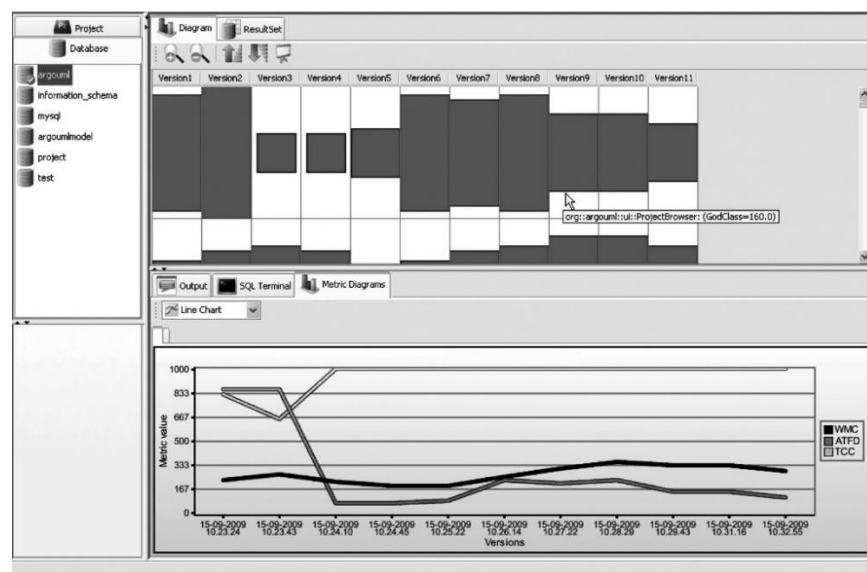 Project
Database
argouml
information_schema
mysql
argoumlmodel
project
test
Diagram ResultSet
Version1 Version2 Version3 Version4 Version5 Version6 Version7 Version8 Version9 Version10 Version11
org::argouml::ui::ProjectBrowser: (GodClass=160.0)
Output SQL Terminal Metric Diagrams
Line Chart
Metric value
1000
833
667
500
333
167
0
WMC
ATFD
TCC
15-09-2009 15-09-2009 15-09-2009 15-09-2009 15-09-2009 15-09-2009 15-09-2009 15-09-2009 15-09-2009 15-09-2009 15-09-2009
10.23.24 10.23.43 10.24.10 10.24.45 10.25.22 10.26.14 10.27.22 10.28.29 10.29.43 10.31.16 10.32.55
Versions